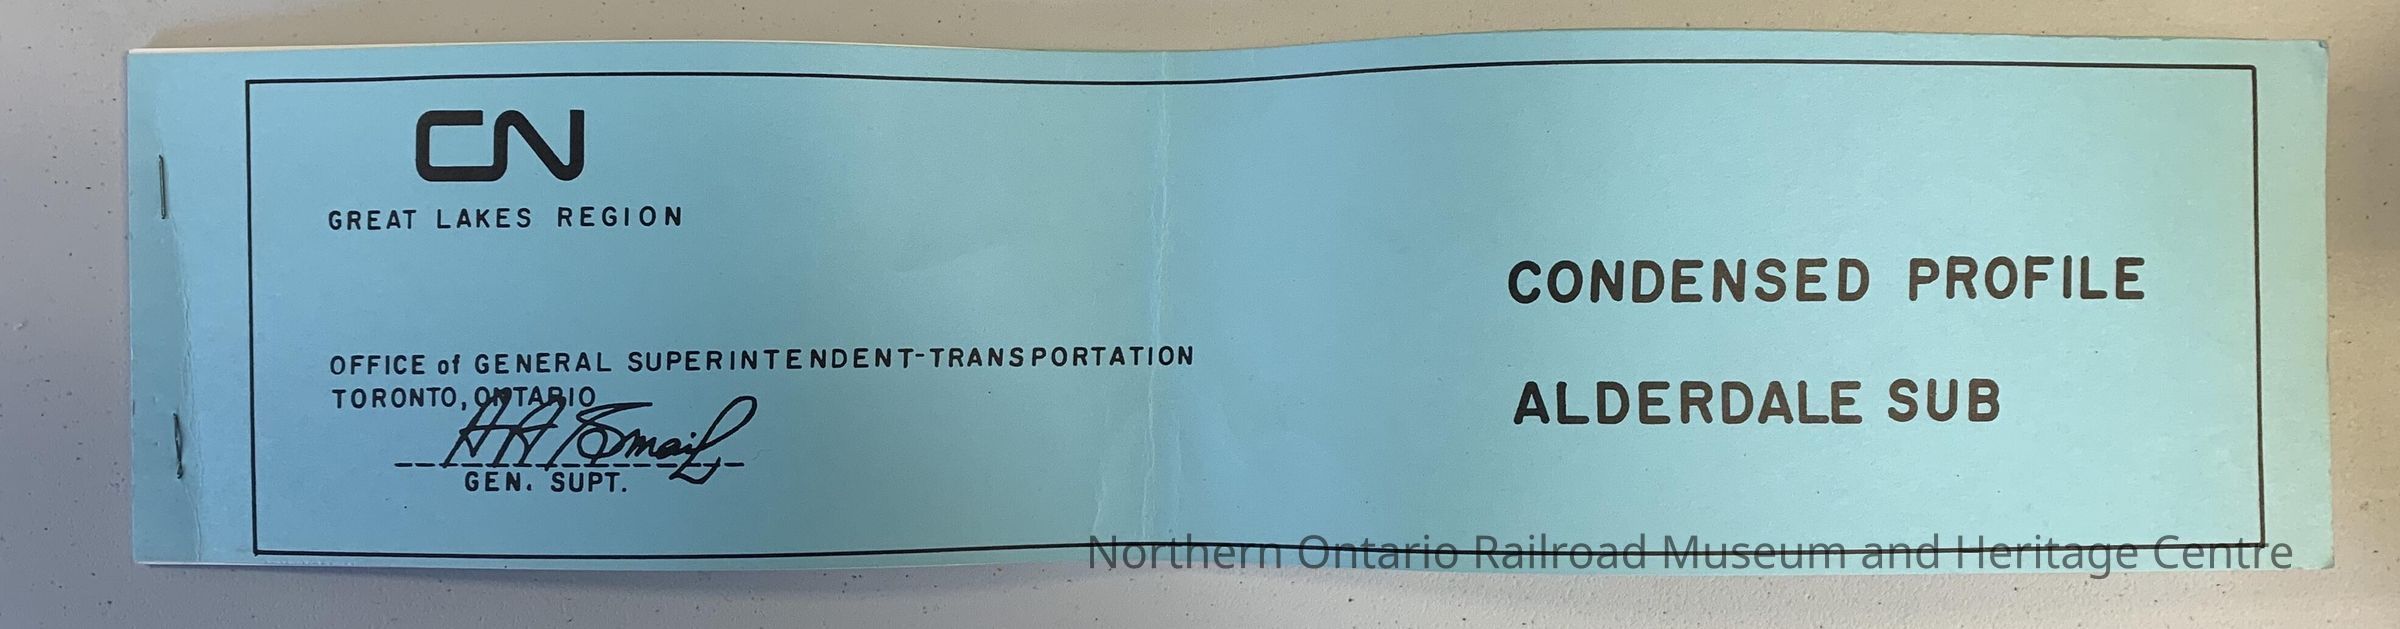 CN
GREAT LAKES REGION
OFFICE of GENERAL SUPERINTENDENT-TRANSPORTATION
TORONTO, ONTARIO
GEN. SUPT.
CONDENSED PROFILE
ALDERDALE SUB
Northern Ontario Railroad Museum and Heritage Centre